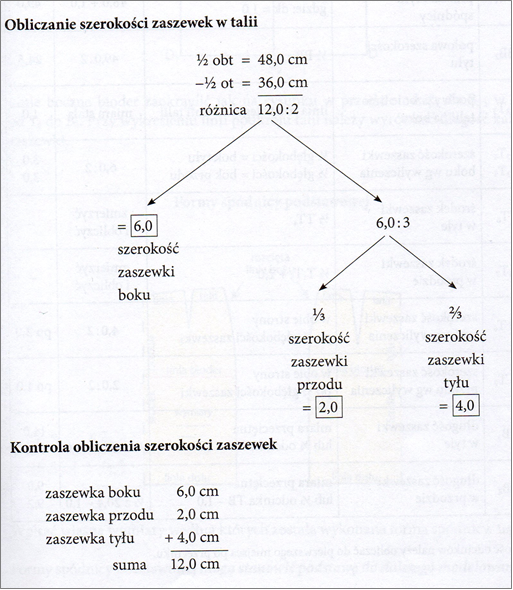 Obliczanie szerokości zaszewek w talii
½ obt = 48,0 cm
–½ ot = 36,0 cm
różnica 12,0 : 2
= 6,0
szerokość
zaszewki
boku
6,0 : 3
⅓
szerokość
zaszewki
przodu
= 2,0
⅔
szerokość
zaszewki
tyłu
= 4,0
Kontrola obliczenia szerokości zaszewek
zaszewka boku 6,0 cm
zaszewka przodu 2,0 cm
zaszewka tyłu + 4,0 cm
suma 12,0 cm